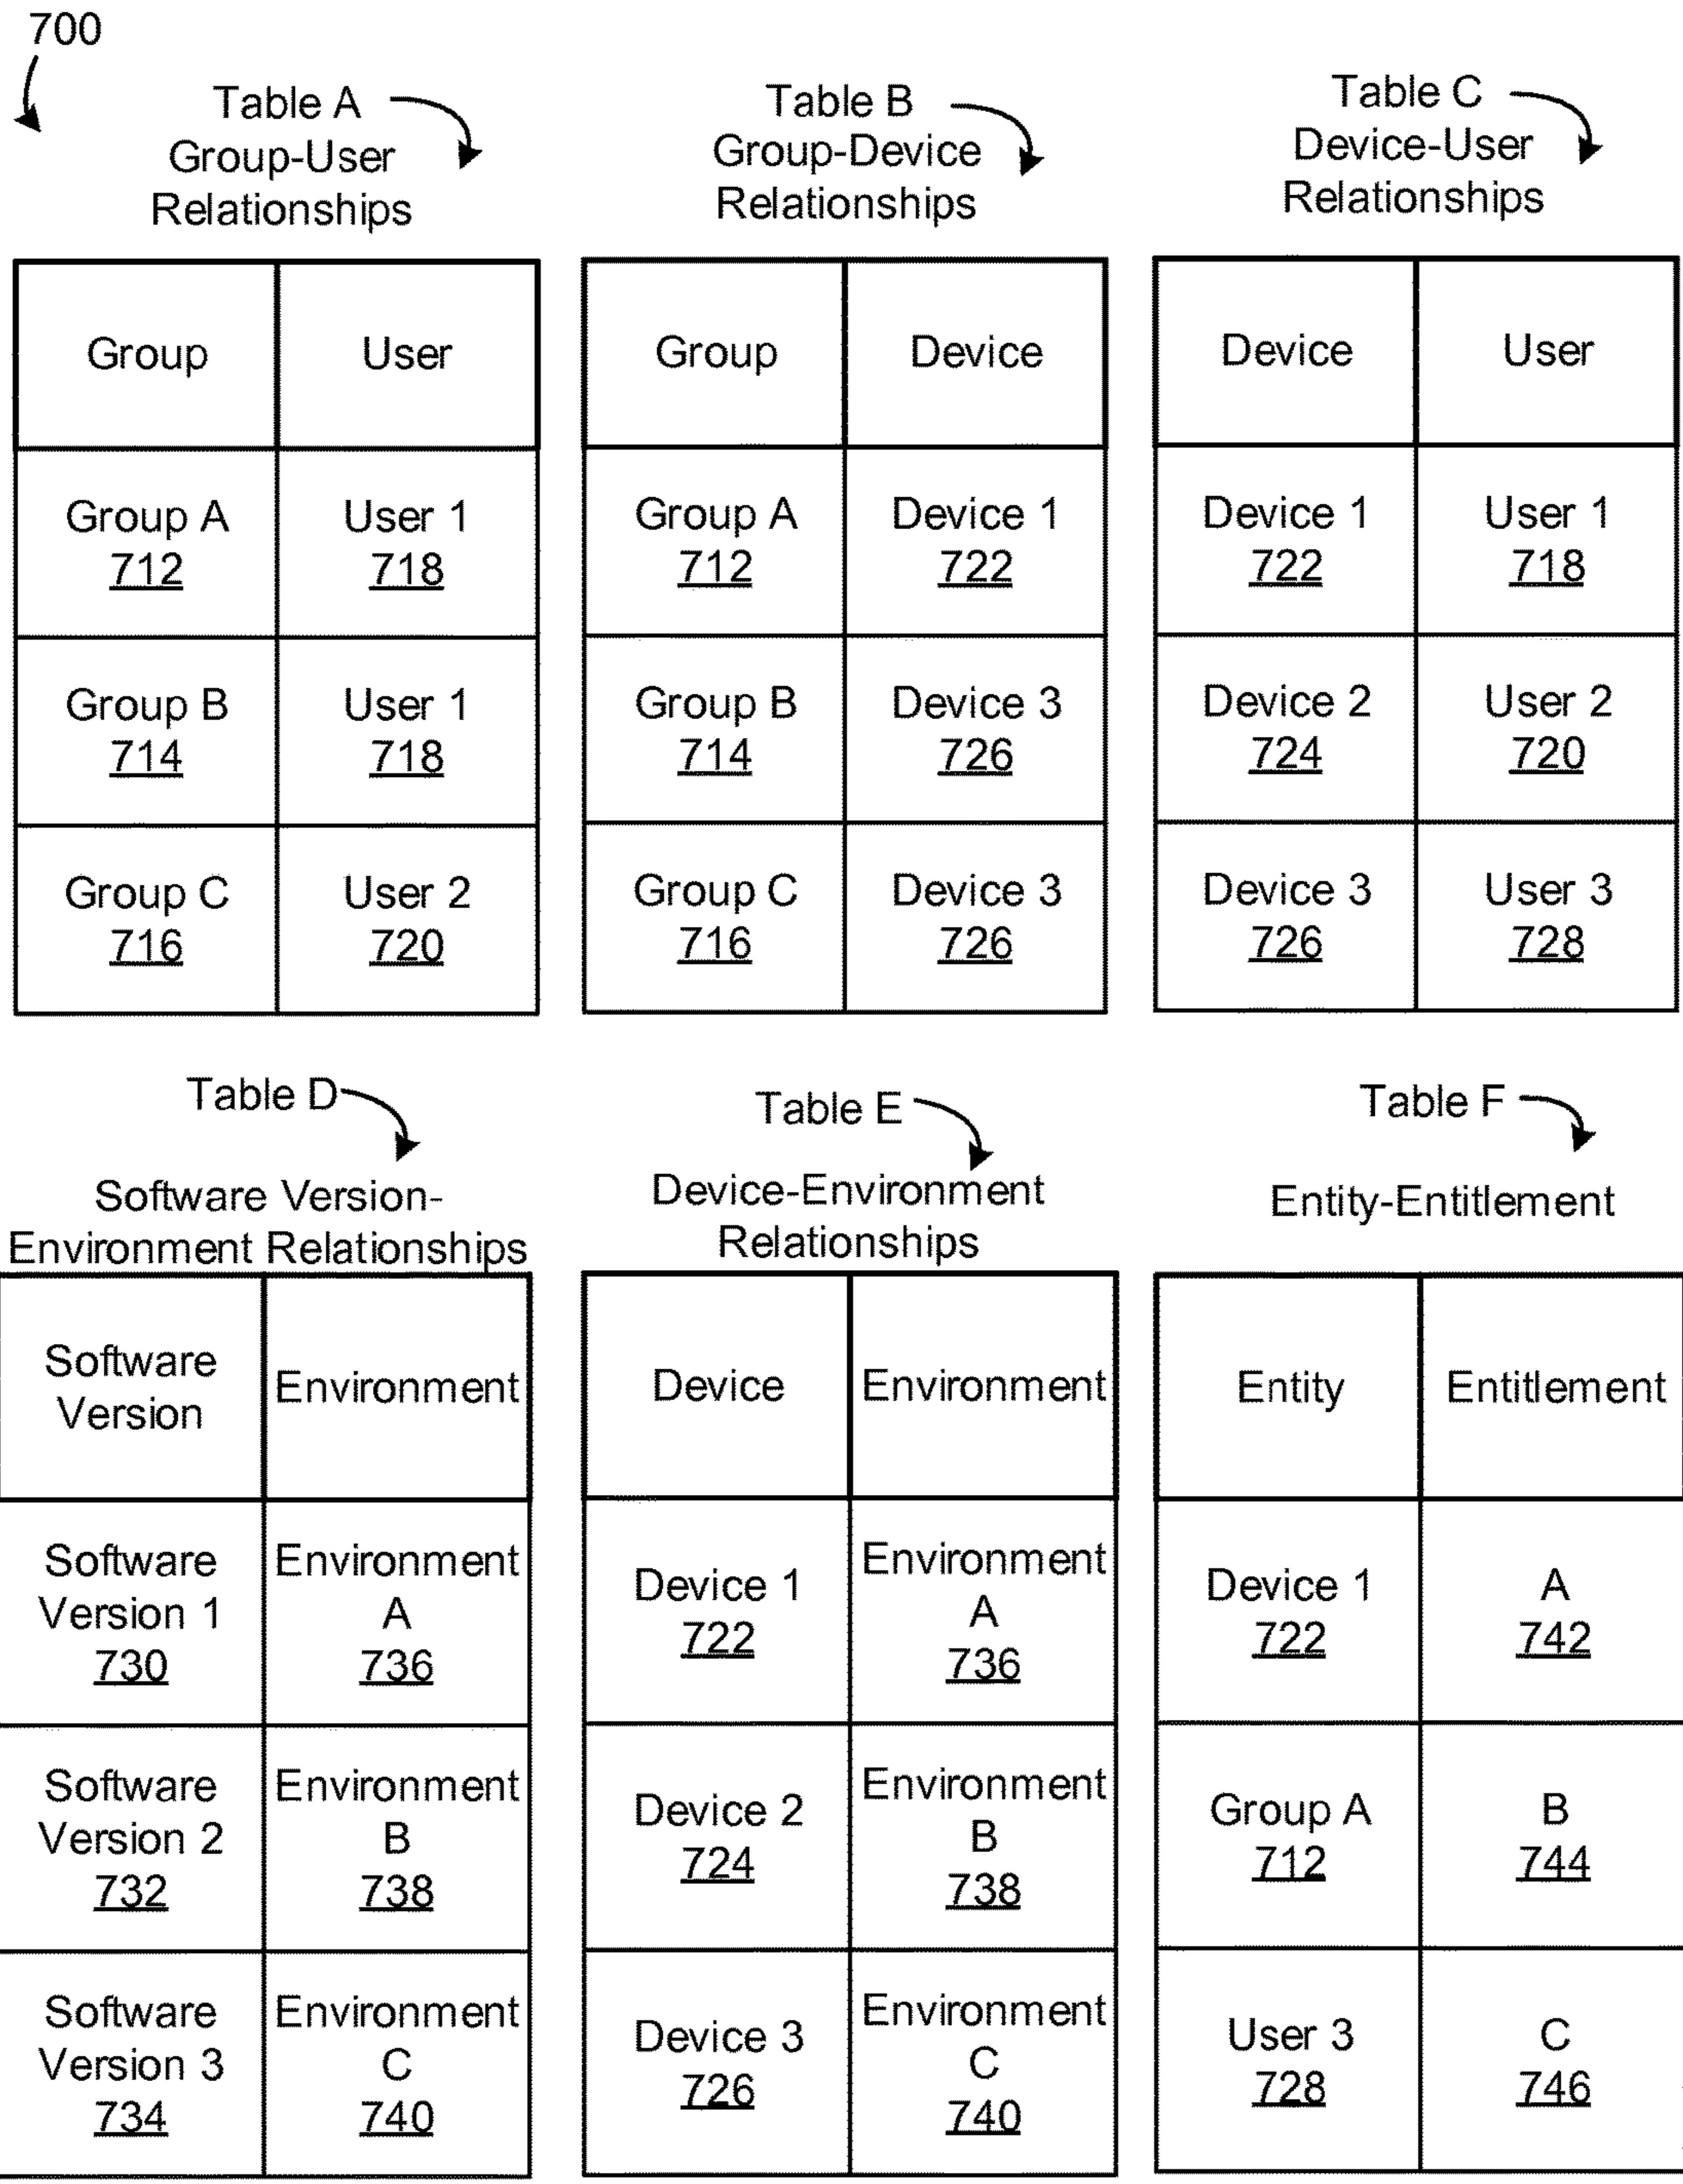 700
Table A
Group-User
Relationships
Group
User
Group A
712
User 1
718
Group B
714
User 1
718
Group C
716
User 2
720
Table B
Group-Device
Relationships
Group
Device
Group A
712
Device 1
722
Group B
714
Device 3
726
Group C
716
Device 3
726
Table C
Device-User
Relationships
Device
User
Device 1
722
User 1
718
Device 2
724
User 2
720
Device 3
726
User 3
728
Table D
Software Version-
Environment Relationships
Software
Version
Environment
Software
Version 1
730
Environment
A
736
Software
Version 2
732
Environment
B
738
Software
Version 3
734
Environment
C
740
Table E
Device-Environment
Relationships
Device
Environment
Device 1
722
Environment
A
736
Device 2
724
Environment
B
738
Device 3
726
Environment
C
740
Table F
Entity-Entitlement
Entity
Entitlement
Device 1
722
A
742
Group A
712
B
744
User 3
728
C
746